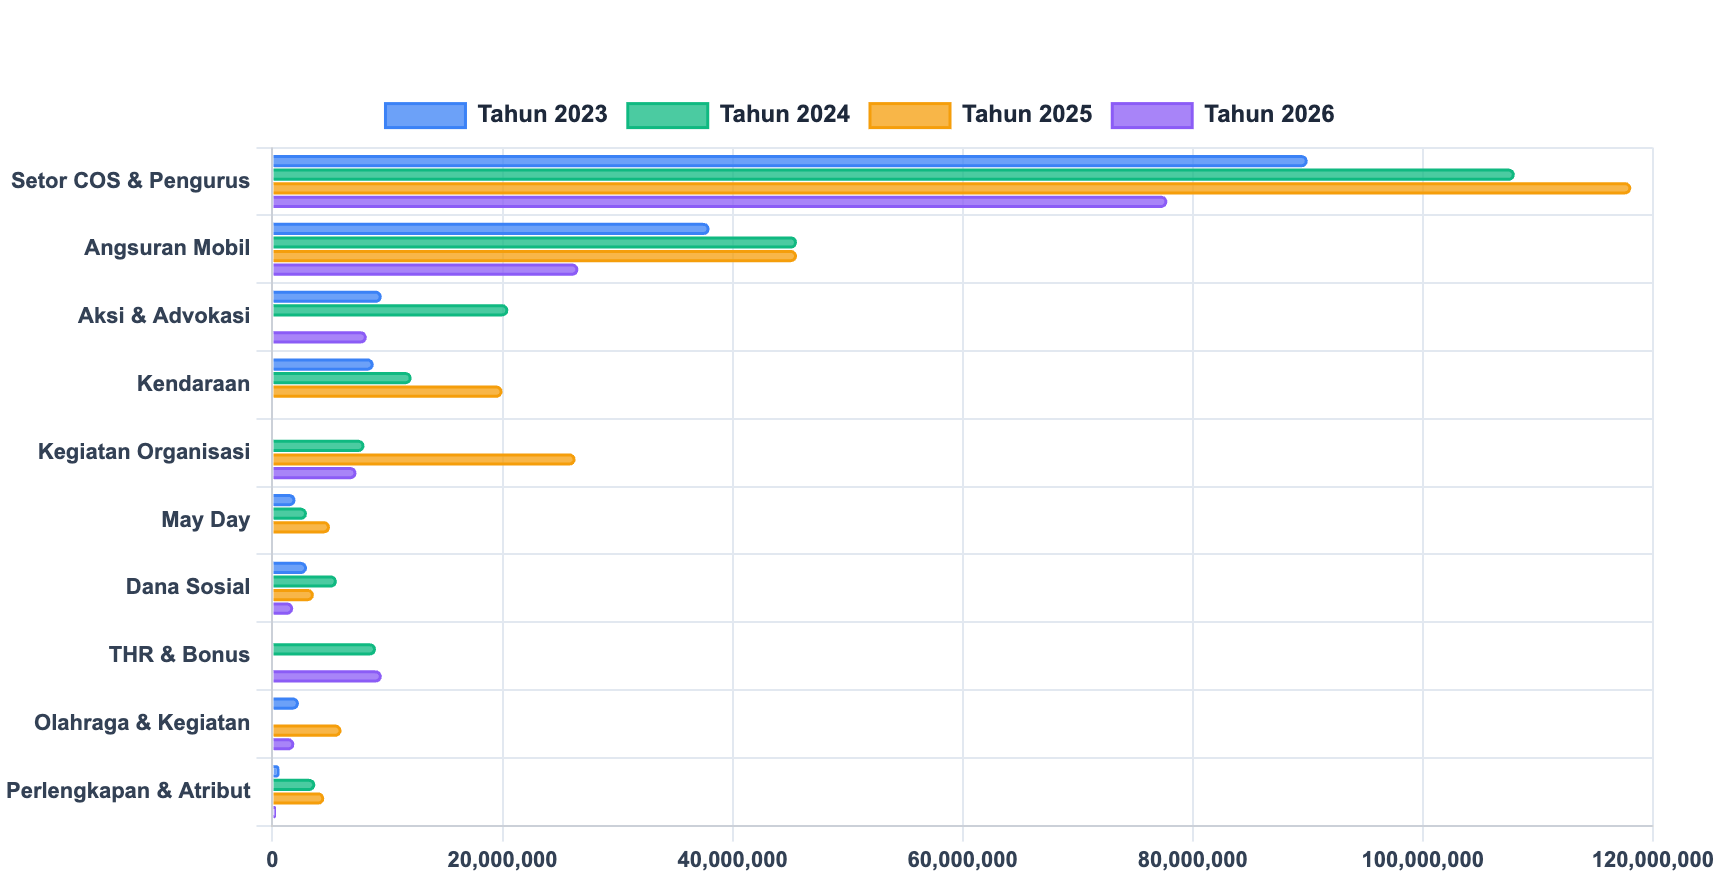 Tahun 2023 Tahun 2024 Tahun 2025 Tahun 2026
Setor COS & Pengurus
Angsuran Mobil
Aksi & Advokasi
Kendaraan
Kegiatan Organisasi
May Day
Dana Sosial
THR & Bonus
Olahraga & Kegiatan
Perlengkapan & Atribut
0 20,000,000 40,000,000 60,000,000 80,000,000 100,000,000 120,000,000